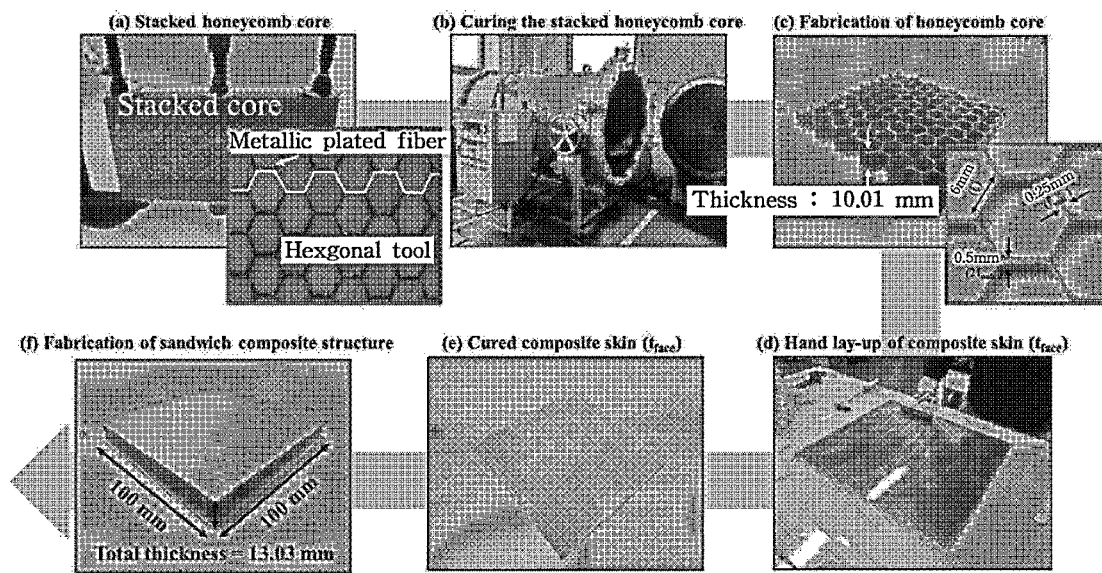 (a) Stacked honeycomb core
(b) Curing the stacked honeycomb core
(c) Fabrication of honeycomb core
Stacked core
Metallic plated fiber
Hexgonal tool
Thickness : 10.01 mm
6mm
0.25mm
0.5mm
(f) Fabrication of sandwich composite structure
(e) Cured composite skin (tface)
(d) Hand lay-up of composite skin (tface)
100 mm
100 mm
Total thickness = 13.03 mm